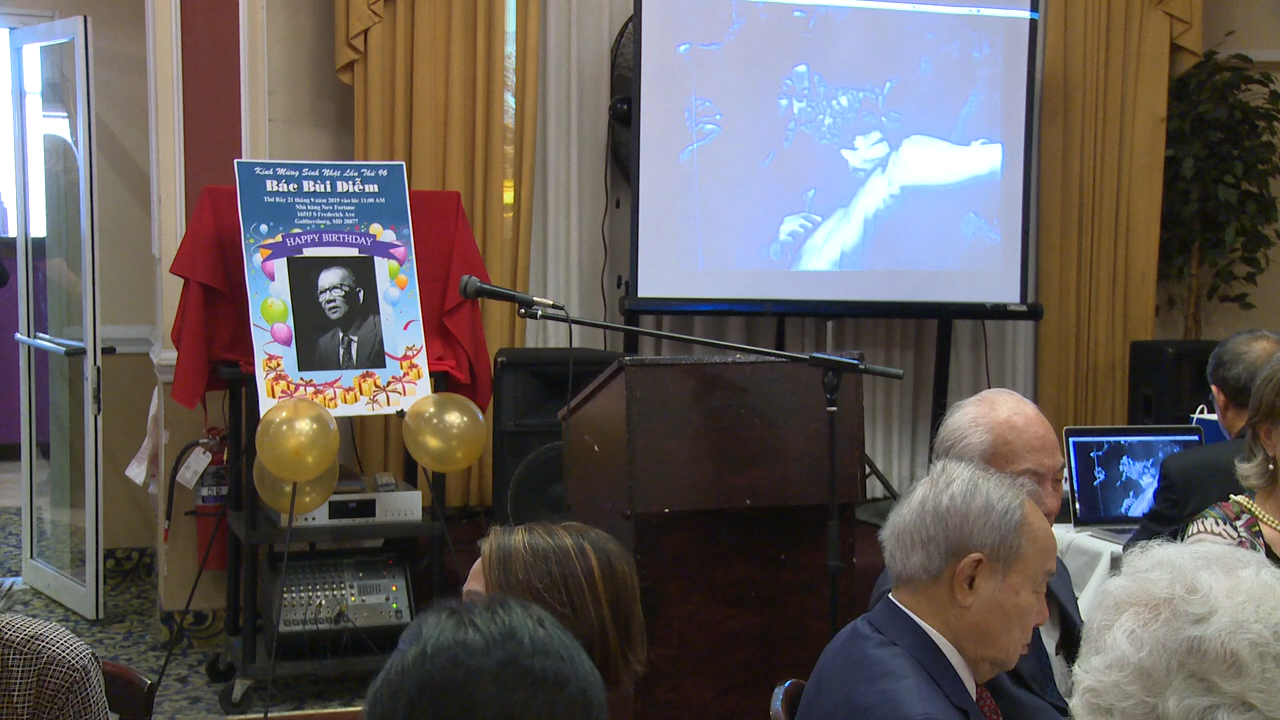 Kính Mừng Sinh Nhật Lần Thứ 96
Bác Bùi Diễm
Thứ Bảy 21 tháng 9 năm 2019 vào lúc 11:00 AM
Nhà hàng New Fortune
16515 S Frederick Ave
Gaithersburg, MD 20877
HAPPY BIRTHDAY